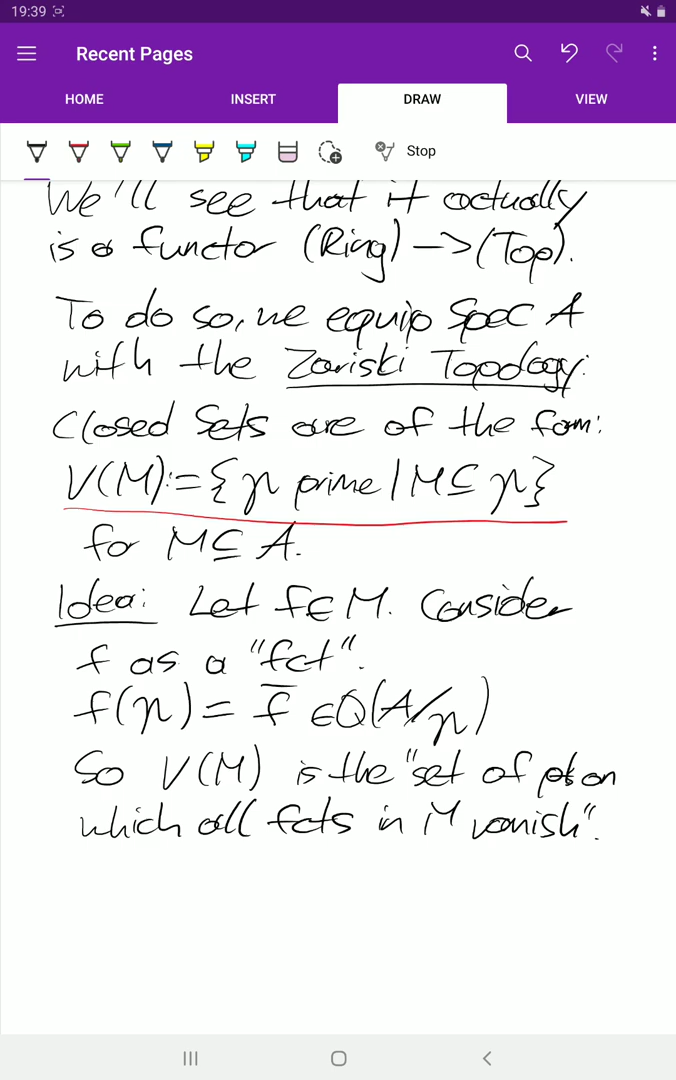 19:39
Recent Pages
HOME INSERT DRAW VIEW
Stop
We'll see that it actually
is a functor (Ring) —>(Top).
To do so, we equip Spec A
with the Zariski Topology:
Closed Sets are of the form:
V(M):={p prime | M⊆p}
for M⊆A.
Idea: Let f∈M. Consider
f as a "fct".
f(p)= f̅ ∈Q(A/p)
So V(M) is the "set of pts on
which all fcts in M vanish".